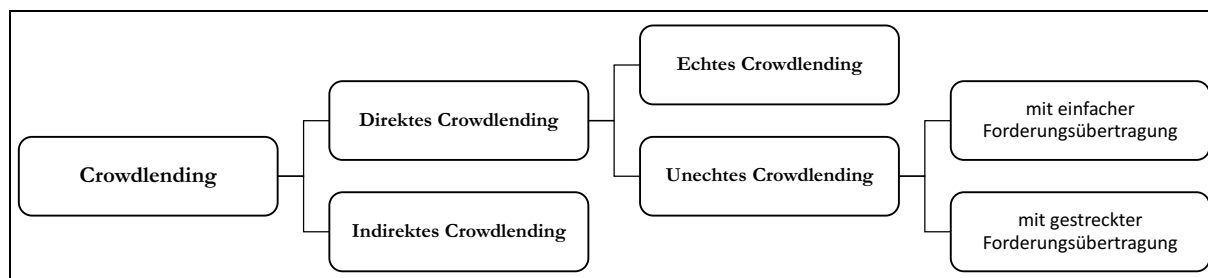 Crowdlending
Direktes Crowdlending
Indirektes Crowdlending
Echtes Crowdlending
Unechtes Crowdlending
mit einfacher
Forderungsübertragung
mit gestreckter
Forderungsübertragung